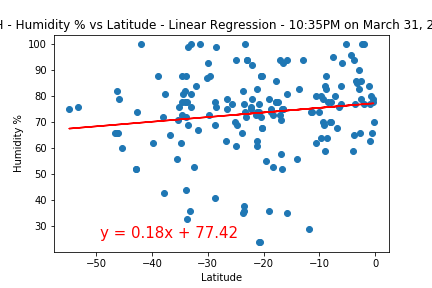 - Humidity % vs Latitude - Linear Regression - 10:35PM on March 31,
100
90
80
70
60
50
40
30
Humidity %
y = 0.18x + 77.42
−50 −40 −30 −20 −10 0
Latitude